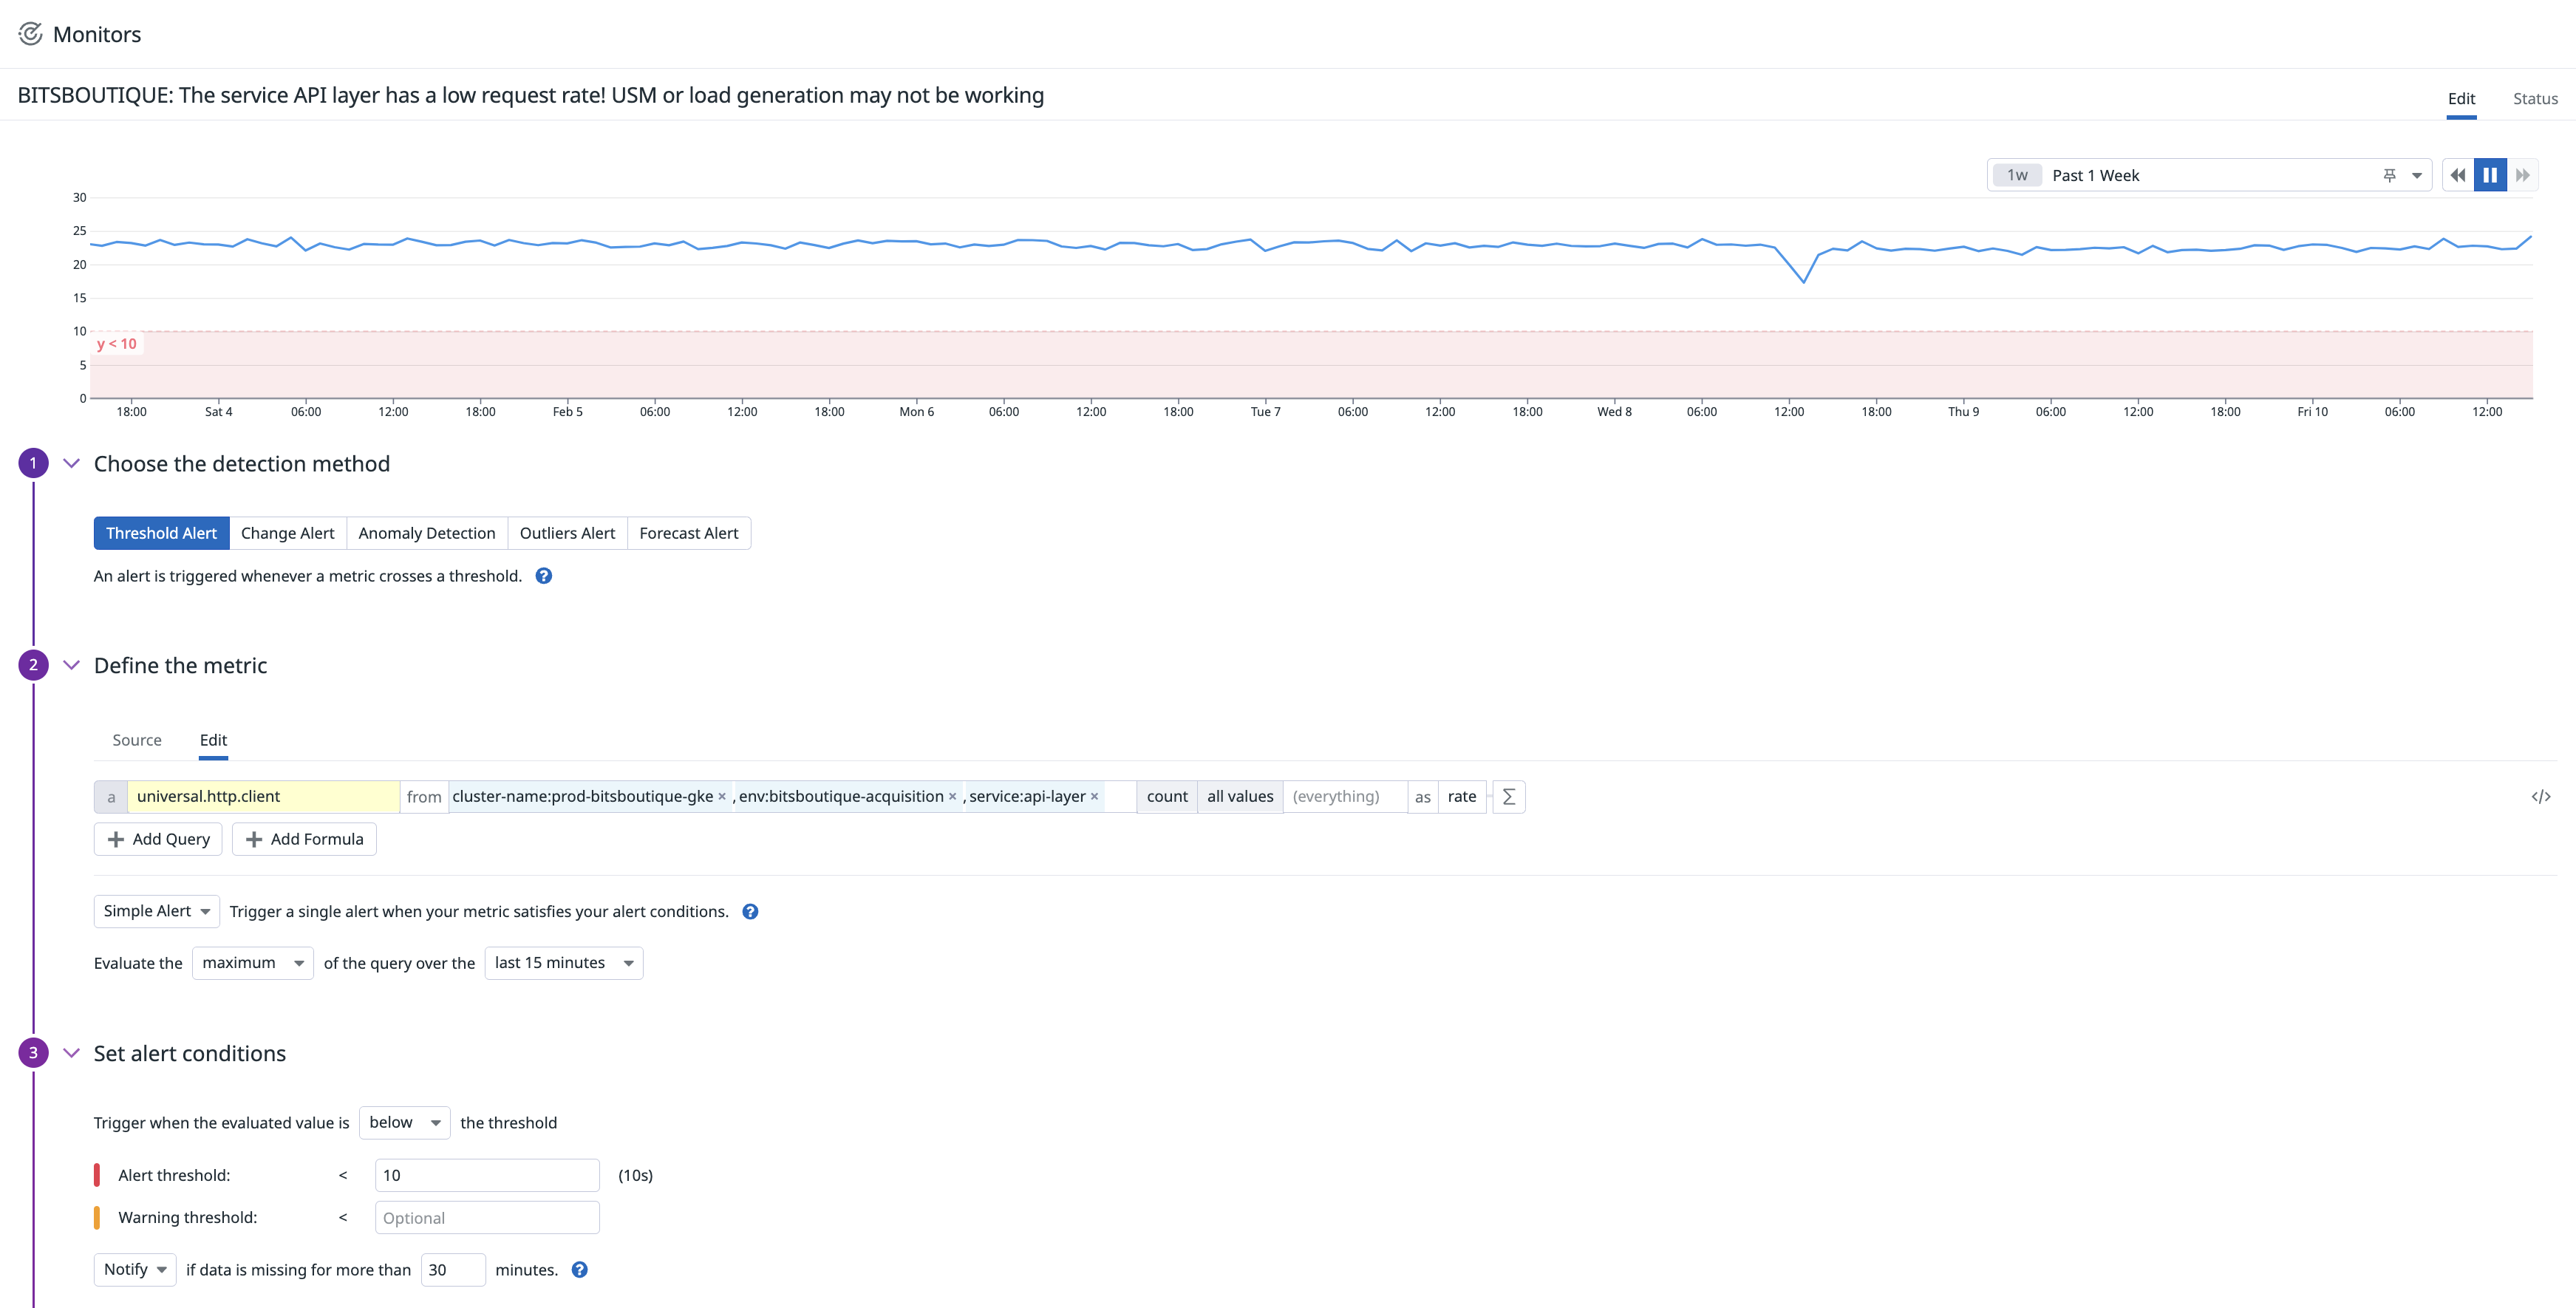 Monitors
BITSBOUTIQUE: The service API layer has a low request rate! USM or load generation may not be working
Edit Status
1w Past 1 Week
30
25
20
15
10
y < 10
5
0
18:00 Sat 4 06:00 12:00 18:00 Feb 5 06:00 12:00 18:00 Mon 6 06:00 12:00 18:00 Tue 7 06:00 12:00 18:00 Wed 8 06:00 12:00 18:00 Thu 9 06:00 12:00 18:00 Fri 10 06:00 12:00
1 Choose the detection method
Threshold Alert Change Alert Anomaly Detection Outliers Alert Forecast Alert
An alert is triggered whenever a metric crosses a threshold. ?
2 Define the metric
Source Edit
a universal.http.client from cluster-name:prod-bitsboutique-gke × , env:bitsboutique-acquisition × , service:api-layer × count all values (everything) as rate Σ </>
+ Add Query + Add Formula
Simple Alert Trigger a single alert when your metric satisfies your alert conditions. ?
Evaluate the maximum of the query over the last 15 minutes
3 Set alert conditions
Trigger when the evaluated value is below the threshold
Alert threshold: < 10 (10s)
Warning threshold: < Optional
Notify if data is missing for more than 30 minutes. ?